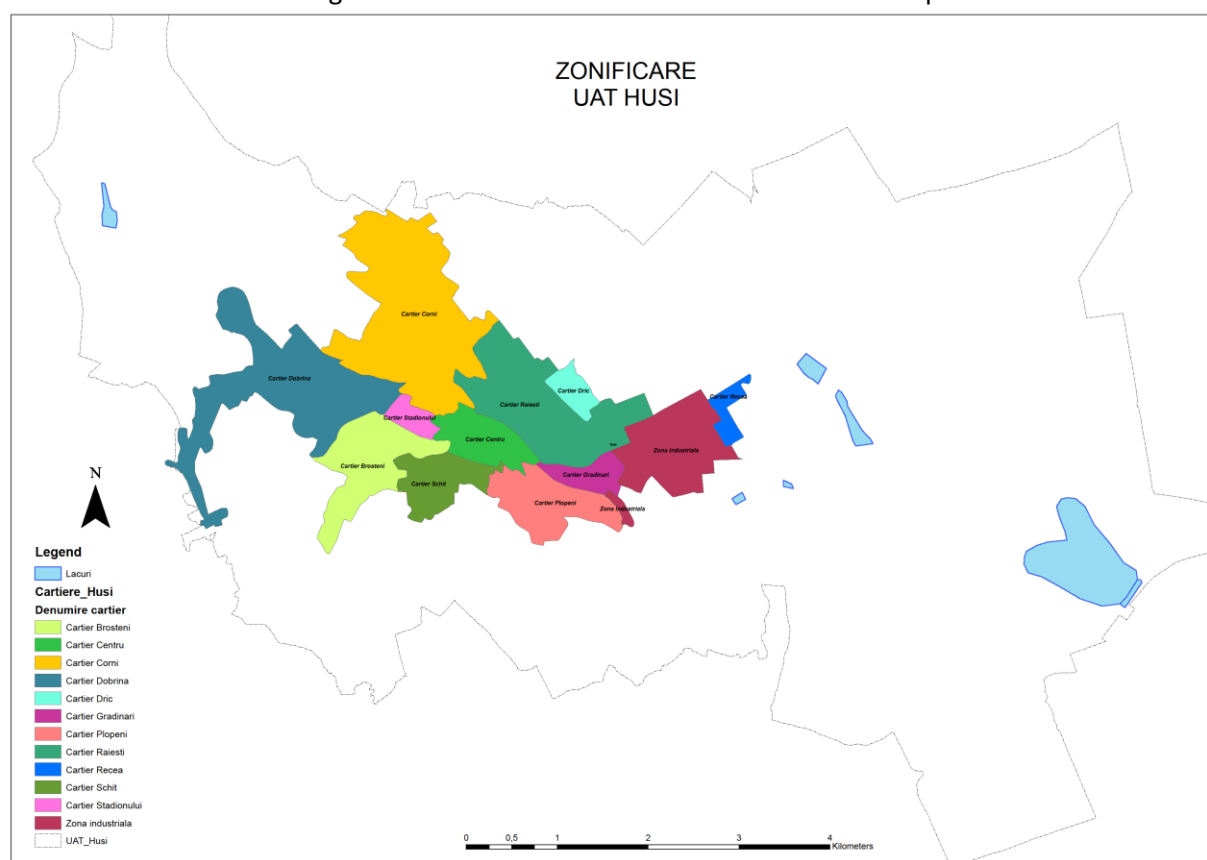 ZONIFICARE
UAT HUSI
Cartier Corni
Cartier Dobrina
Cartier Dric
Cartier Recea
Cartier Raiesti
Cartier Stadionului
Cartier Centru
Zona industriala
Cartier Brosteni
Cartier Gradinari
Cartier Schit
Cartier Plopeni
Zona industriala
N
Legend
Lacuri
Cartiere_Husi
Denumire cartier
Cartier Brosteni
Cartier Centru
Cartier Corni
Cartier Dobrina
Cartier Dric
Cartier Gradinari
Cartier Plopeni
Cartier Raiesti
Cartier Recea
Cartier Schit
Cartier Stadionului
Zona industriala
UAT_Husi
0 0,5 1 2 3 4
Kilometers